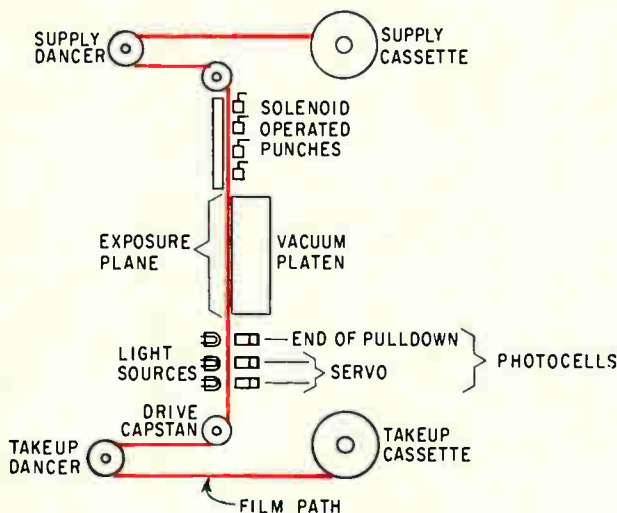 SUPPLY
DANCER
SUPPLY
CASSETTE
SOLENOID
OPERATED
PUNCHES
EXPOSURE
PLANE
VACUUM
PLATEN
END OF PULLDOWN
LIGHT
SOURCES
SERVO
PHOTOCELLS
DRIVE
CAPSTAN
TAKEUP
DANCER
TAKEUP
CASSETTE
FILM PATH